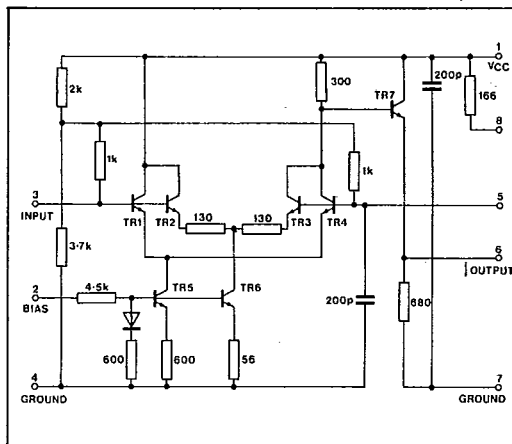 1
VCC
2k
300
TR7
200p
166
8
1k
1k
3
INPUT
TR1
TR2
130
130
TR3
TR4
5
3.7k
TR5
TR6
6
OUTPUT
2
BIAS
4.5k
200p
680
600
600
56
4
GROUND
7
GROUND